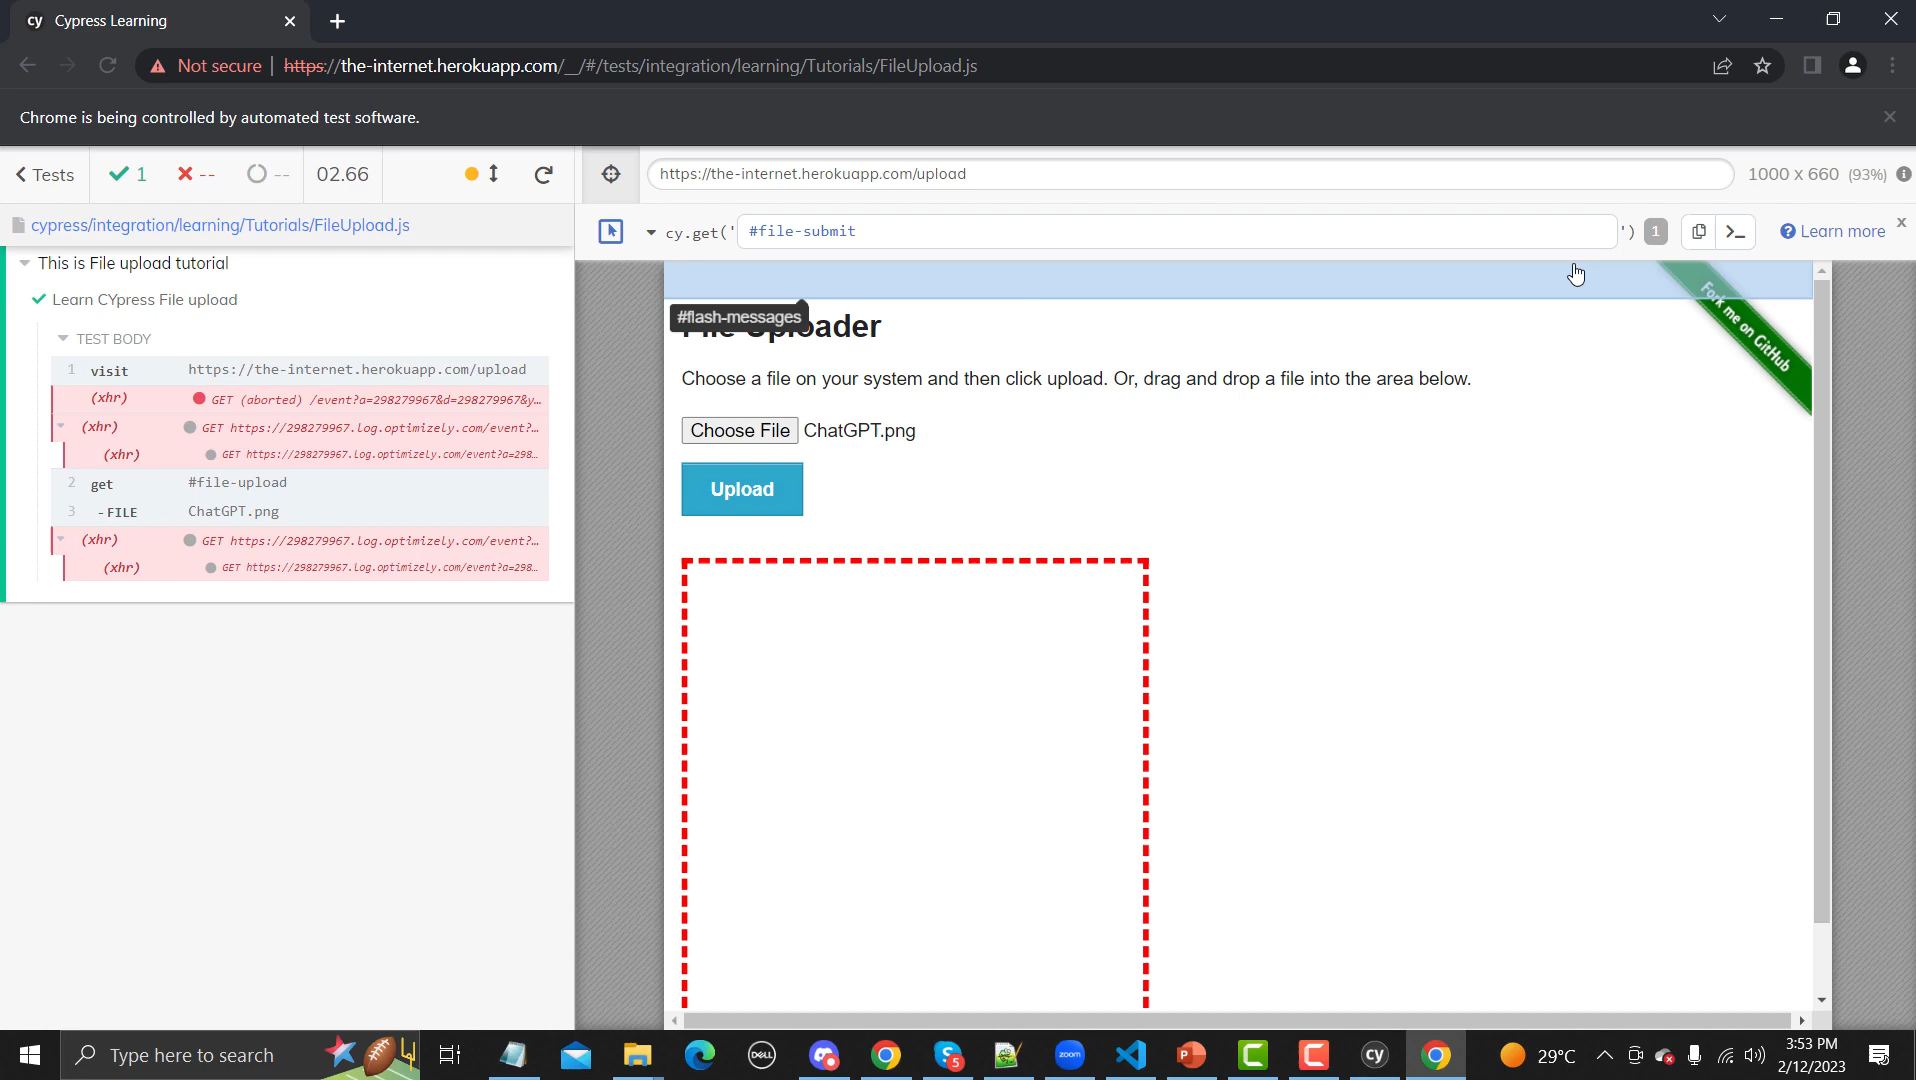 cy Cypress Learning
Not secure | https://the-internet.herokuapp.com/__/#/tests/integration/learning/Tutorials/FileUpload.js
Chrome is being controlled by automated test software.
Tests 1 -- -- 02.66
https://the-internet.herokuapp.com/upload 1000 x 660 (93%)
cypress/integration/learning/Tutorials/FileUpload.js
cy.get(' #file-submit ') 1 Learn more
This is File upload tutorial
Learn CYpress File upload
TEST BODY
1 visit https://the-internet.herokuapp.com/upload
(xhr) GET (aborted) /event?a=298279967&d=298279967&y…
(xhr) GET https://298279967.log.optimizely.com/event?…
(xhr) GET https://298279967.log.optimizely.com/event?a=298…
2 get #file-upload
3 -FILE ChatGPT.png
(xhr) GET https://298279967.log.optimizely.com/event?…
(xhr) GET https://298279967.log.optimizely.com/event?a=298…
Fork me on GitHub
#flash-messages
File Uploader
Choose a file on your system and then click upload. Or, drag and drop a file into the area below.
Choose File ChatGPT.png
Upload
Type here to search
DELL
5
zoom
cy
29°C
3:53 PM
2/12/2023